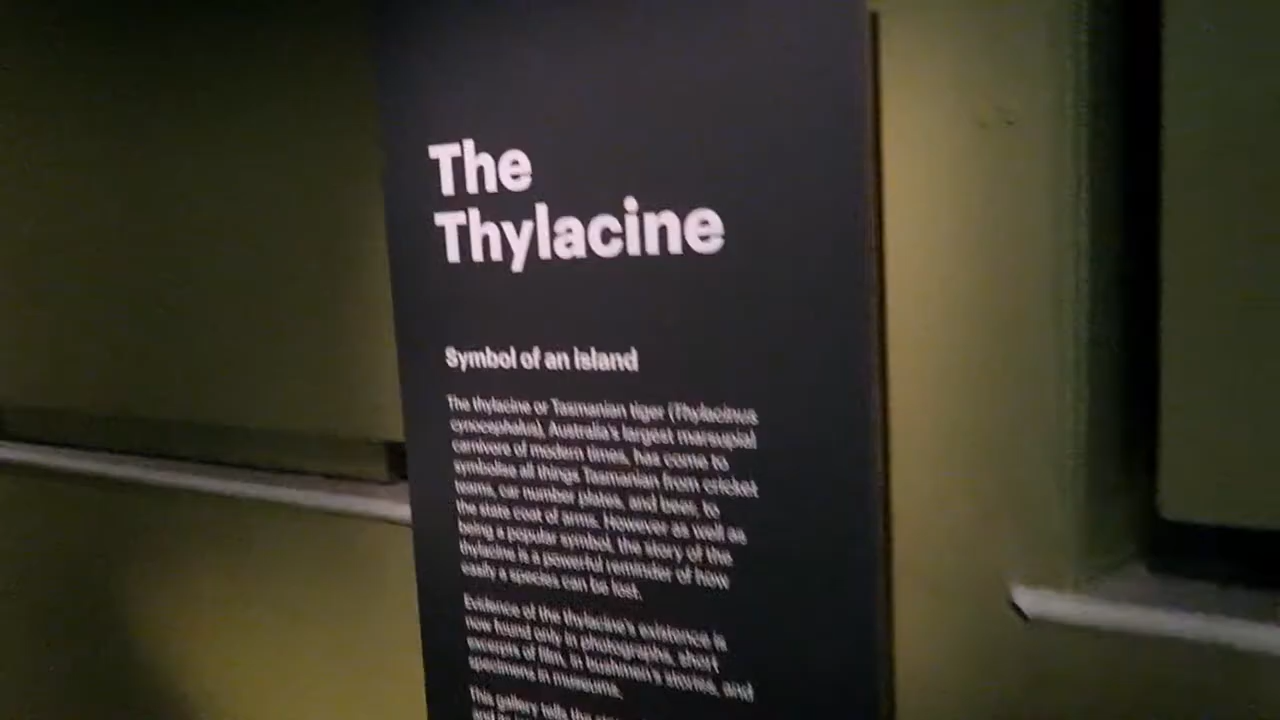 The
Thylacine
Symbol of an island
The thylacine or Tasmanian tiger (Thylacinus
cynocephalus), Australia's largest marsupial
carnivore of modern times, has come to
symbolise all things Tasmanian from cricket
teams, car number plates, and beer, to
the state coat of arms. However as well as
being a popular symbol, the story of the
thylacine is a powerful reminder of how
easily a species can be lost.
Evidence of the thylacine's existence is
now found only in photographs, short
amounts of film, in bushmen's stories, and
specimens in museums.
This gallery tells the